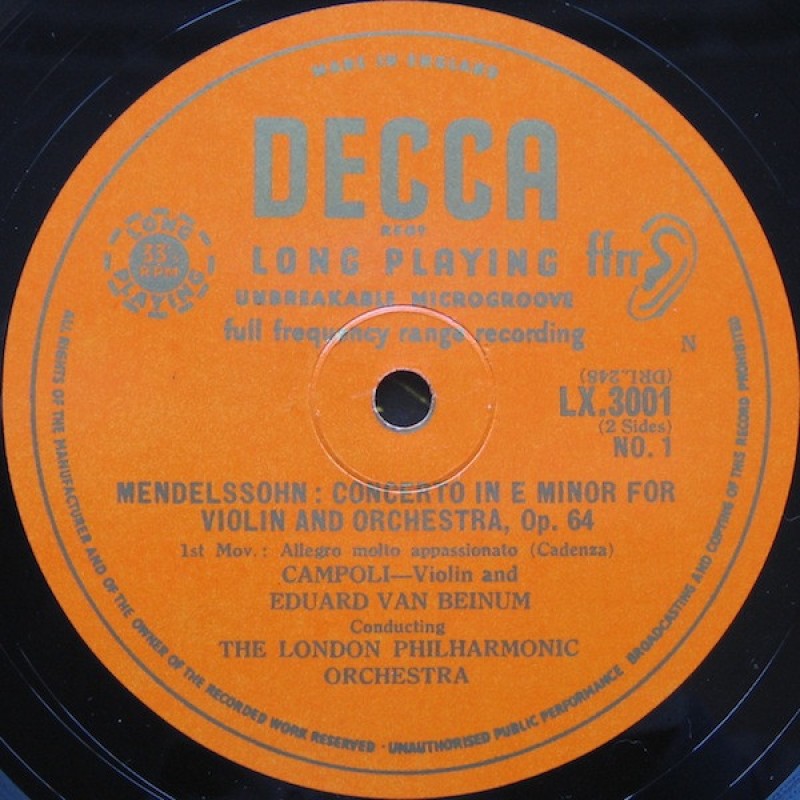 MADE IN ENGLAND
DECCA
REGD
LONG PLAYING
UNBREAKABLE MICROGROOVE
full frequency range recording
LONG
33⅓
RPM
PLAYING
ffrr
N
(DRL.248)
LX.3001
(2 Sides)
NO. 1
MENDELSSOHN : CONCERTO IN E MINOR FOR
VIOLIN AND ORCHESTRA, Op. 64
1st Mov. : Allegro molto appassionato (Cadenza)
CAMPOLI—Violin and
EDUARD VAN BEINUM
Conducting
THE LONDON PHILHARMONIC
ORCHESTRA
ALL RIGHTS OF THE MANUFACTURER AND OF THE OWNER OF THE RECORDED WORK RESERVED · UNAUTHORISED PUBLIC PERFORMANCE BROADCASTING AND COPYING OF THIS RECORD PROHIBITED